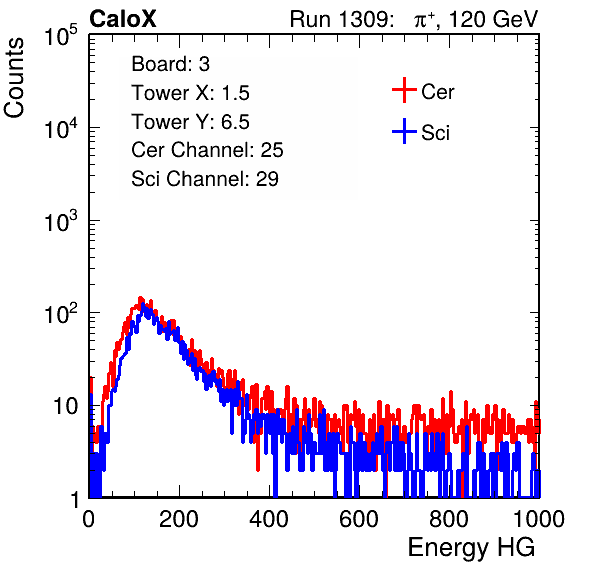 CaloX Run 1309: π⁺, 120 GeV
Board: 3
Tower X: 1.5
Tower Y: 6.5
Cer Channel: 25
Sci Channel: 29
Cer
Sci
Counts
10⁵
10⁴
10³
10²
10
1
0 200 400 600 800 1000
Energy HG